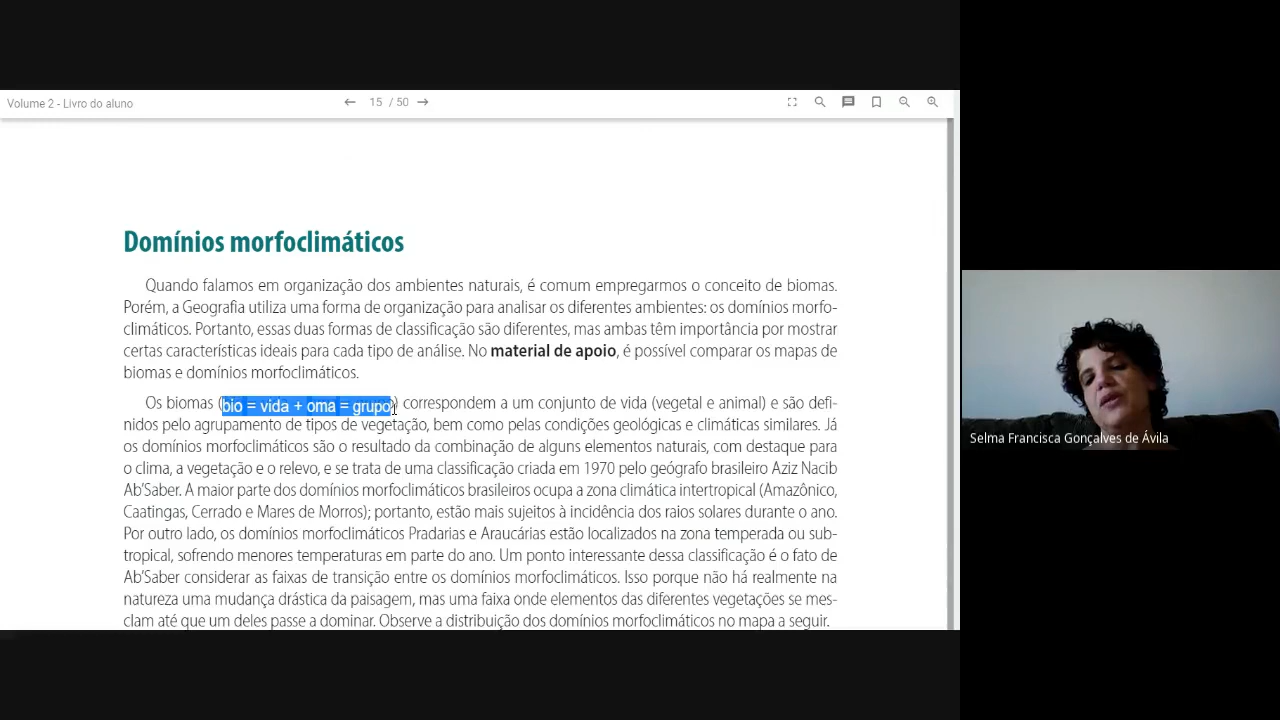 Volume 2 - Livro do aluno
15 / 50
Domínios morfoclimáticos
Quando falamos em organização dos ambientes naturais, é comum empregarmos o conceito de biomas.
Porém, a Geografia utiliza uma forma de organização para analisar os diferentes ambientes: os domínios morfo-
climáticos. Portanto, essas duas formas de classificação são diferentes, mas ambas têm importância por mostrar
certas características ideais para cada tipo de análise. No material de apoio, é possível comparar os mapas de
biomas e domínios morfoclimáticos.
Os biomas (bio = vida + oma = grupo) correspondem a um conjunto de vida (vegetal e animal) e são defi-
nidos pelo agrupamento de tipos de vegetação, bem como pelas condições geológicas e climáticas similares. Já
os domínios morfoclimáticos são o resultado da combinação de alguns elementos naturais, com destaque para
o clima, a vegetação e o relevo, e se trata de uma classificação criada em 1970 pelo geógrafo brasileiro Aziz Nacib
Ab'Saber. A maior parte dos domínios morfoclimáticos brasileiros ocupa a zona climática intertropical (Amazônico,
Caatingas, Cerrado e Mares de Morros); portanto, estão mais sujeitos à incidência dos raios solares durante o ano.
Por outro lado, os domínios morfoclimáticos Pradarias e Araucárias estão localizados na zona temperada ou sub-
tropical, sofrendo menores temperaturas em parte do ano. Um ponto interessante dessa classificação é o fato de
Ab'Saber considerar as faixas de transição entre os domínios morfoclimáticos. Isso porque não há realmente na
natureza uma mudança drástica da paisagem, mas uma faixa onde elementos das diferentes vegetações se mes-
clam até que um deles passe a dominar. Observe a distribuição dos domínios morfoclimáticos no mapa a seguir.
Selma Francisca Gonçalves de Ávila